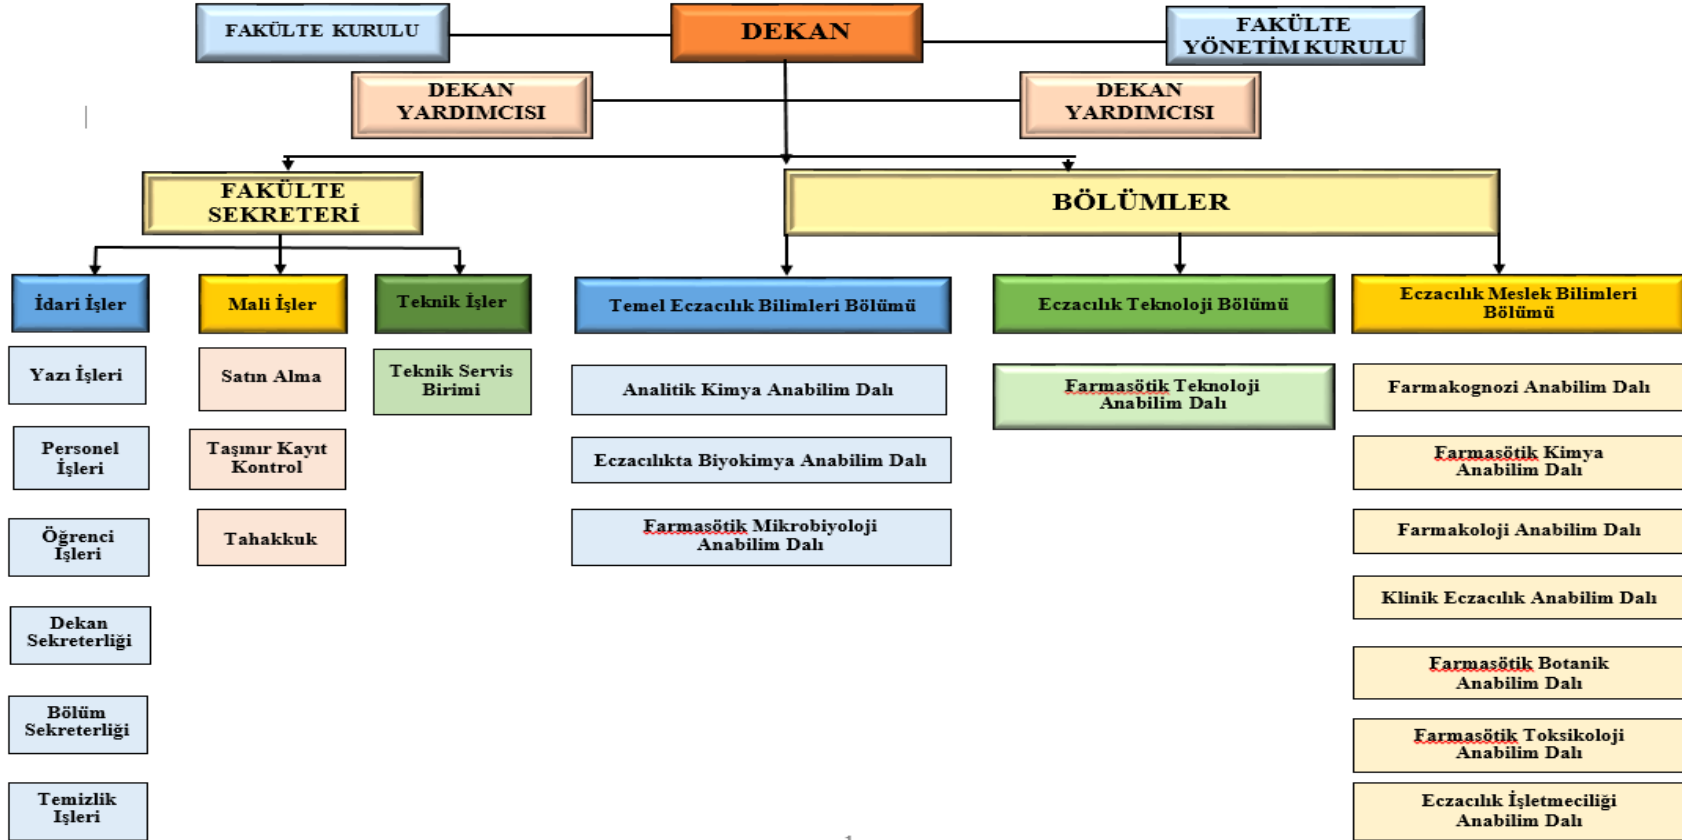 FAKÜLTE KURULU
DEKAN
FAKÜLTE
YÖNETİM KURULU
DEKAN
YARDIMCISI
DEKAN
YARDIMCISI
FAKÜLTE
SEKRETERİ
BÖLÜMLER
İdari İşler
Mali İşler
Teknik İşler
Temel Eczacılık Bilimleri Bölümü
Eczacılık Teknoloji Bölümü
Eczacılık Meslek Bilimleri
Bölümü
Yazı İşleri
Personel
İşleri
Öğrenci
İşleri
Dekan
Sekreterliği
Bölüm
Sekreterliği
Temizlik
İşleri
Satın Alma
Taşınır Kayıt
Kontrol
Tahakkuk
Teknik Servis
Birimi
Analitik Kimya Anabilim Dalı
Eczacılıkta Biyokimya Anabilim Dalı
Farmasötik Mikrobiyoloji
Anabilim Dalı
Farmasötik Teknoloji
Anabilim Dalı
Farmakognozi Anabilim Dalı
Farmasötik Kimya
Anabilim Dalı
Farmakoloji Anabilim Dalı
Klinik Eczacılık Anabilim Dalı
Farmasötik Botanik
Anabilim Dalı
Farmasötik Toksikoloji
Anabilim Dalı
Eczacılık İşletmeciliği
Anabilim Dalı